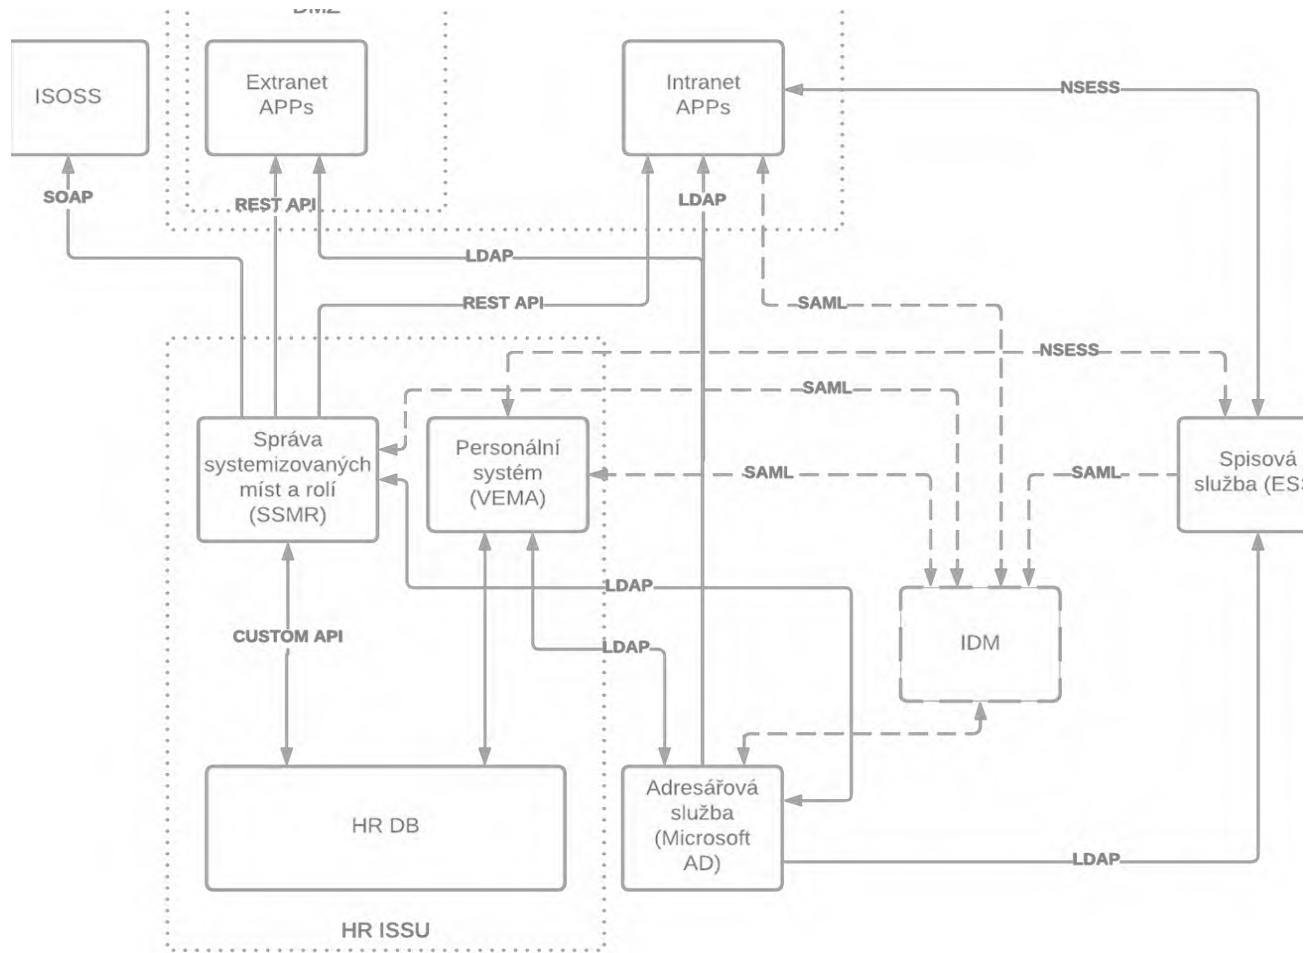 DMZ
ISOSS
Extranet
APPs
Intranet
APPs
NSESS
SOAP
REST API
LDAP
LDAP
REST API
SAML
NSESS
SAML
Správa
systemizovaných
míst a rolí
(SSMR)
Personální
systém
(VEMA)
SAML
SAML
Spisová
služba (ESS
LDAP
CUSTOM API
LDAP
IDM
Adresářová
služba
(Microsoft
AD)
HR DB
LDAP
HR ISSU